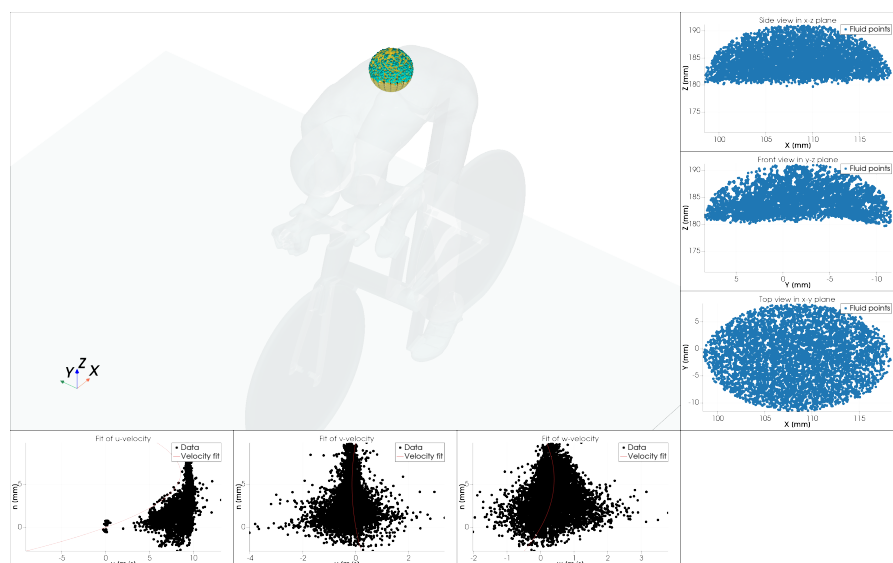 Side view in x-z plane
Fluid points
190
185
180
175
Z (mm)
100
105
110
115
X (mm)
Front view in y-z plane
Fluid points
190
185
180
175
Z (mm)
5
0
-5
-10
Y (mm)
Top view in x-y plane
Fluid points
5
0
-5
-10
Y (mm)
100
105
110
115
X (mm)
Y Z X
Fit of u-velocity
Data
Velocity fit
5
0
n (mm)
-5
0
5
10
Fit of v-velocity
Data
Velocity fit
5
0
n (mm)
-4
-2
0
2
Fit of w-velocity
Data
Velocity fit
5
0
n (mm)
-2
-1
0
1
2
3